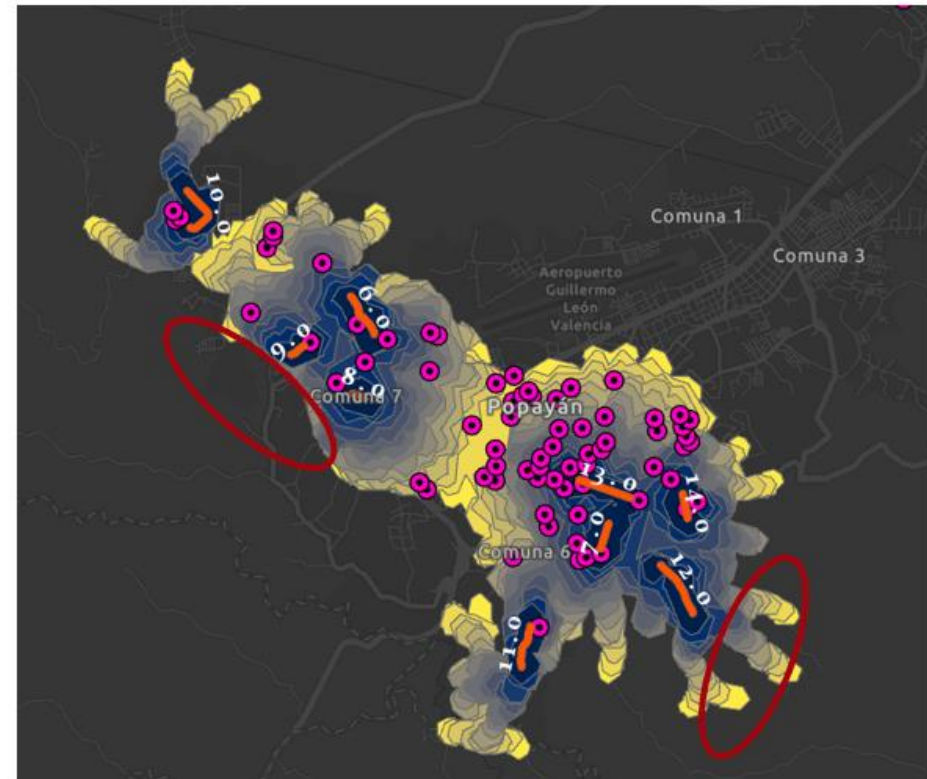 Comuna 1
Comuna 3
Aeropuerto
Guillermo
León
Valencia
10.0
6.0
9.0
8.0
Comuna 7
Popayán
13.0
14.0
7.0
Comuna 6
12.0
11.0